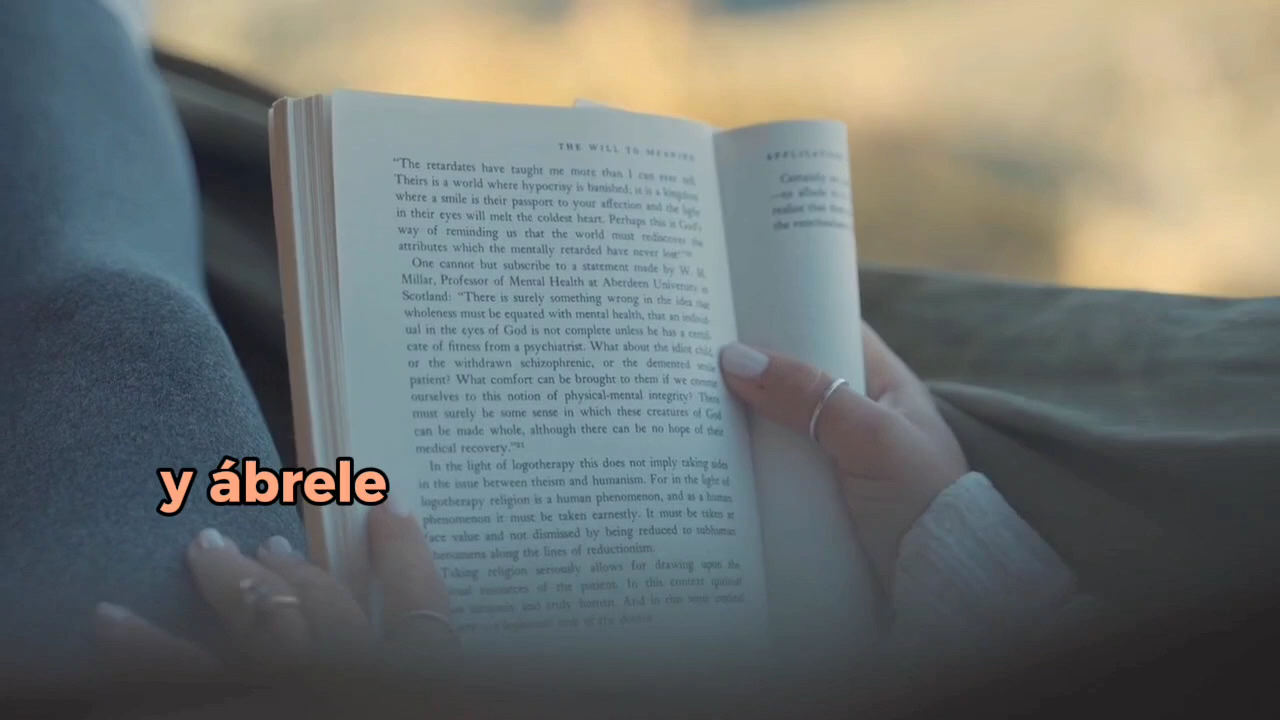 THE WILL TO MEANING
"The retardates have taught me more than I can ever tell.
Theirs is a world where hypocrisy is banished; it is a kingdom
where a smile is their passport to your affection and the light
in their eyes will melt the coldest heart. Perhaps this is God's
way of reminding us that the world must rediscover the
attributes which the mentally retarded have never lost."
One cannot but subscribe to a statement made by W. M.
Millar, Professor of Mental Health at Aberdeen University in
Scotland: "There is surely something wrong in the idea that
wholeness must be equated with mental health, that an individ-
ual in the eyes of God is not complete unless he has a certifi-
cate of fitness from a psychiatrist. What about the idiot child,
or the withdrawn schizophrenic, or the demented senile
patient? What comfort can be brought to them if we commit
ourselves to this notion of physical-mental integrity? There
must surely be some sense in which these creatures of God
can be made whole, although there can be no hope of their
medical recovery."21
In the light of logotherapy this does not imply taking sides
in the issue between theism and humanism. For in the light of
logotherapy religion is a human phenomenon, and as a human
phenomenon it must be taken earnestly. It must be taken at
face value and not dismissed by being reduced to subhuman
phenomena along the lines of reductionism.
Taking religion seriously allows for drawing upon the
resources of the patient. In this context
and truly human. And in this
of the doctor
APPLICATIONS
Certainly
realize that
y ábrele